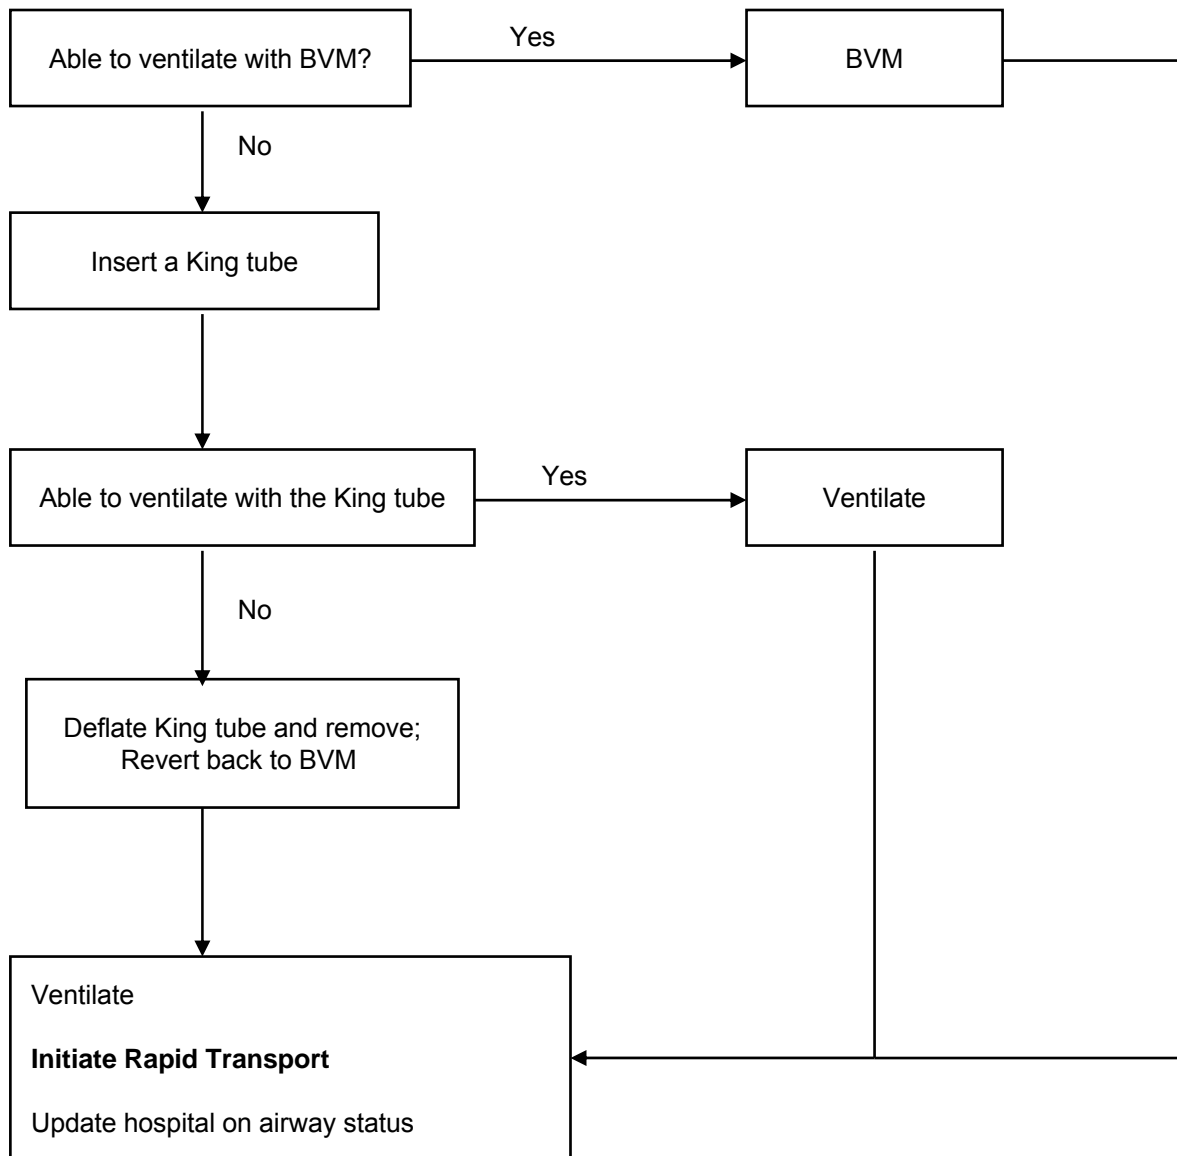 Able to ventilate with BVM?
Yes
BVM
No
Insert a King tube
Able to ventilate with the King tube
Yes
Ventilate
No
Deflate King tube and remove;
Revert back to BVM
Ventilate
Initiate Rapid Transport
Update hospital on airway status